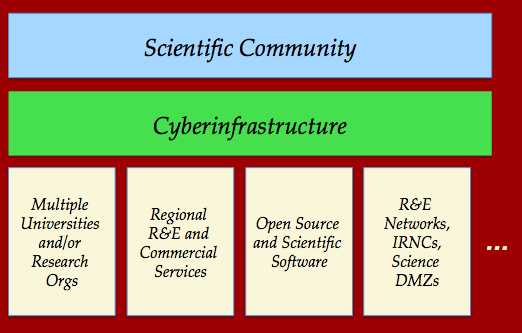 Scientific Community
Cyberinfrastructure
Multiple
Universities
and/or
Research
Orgs
Regional
R&E and
Commercial
Services
Open Source
and Scientific
Software
R&E
Networks,
IRNCs,
Science
DMZs
...